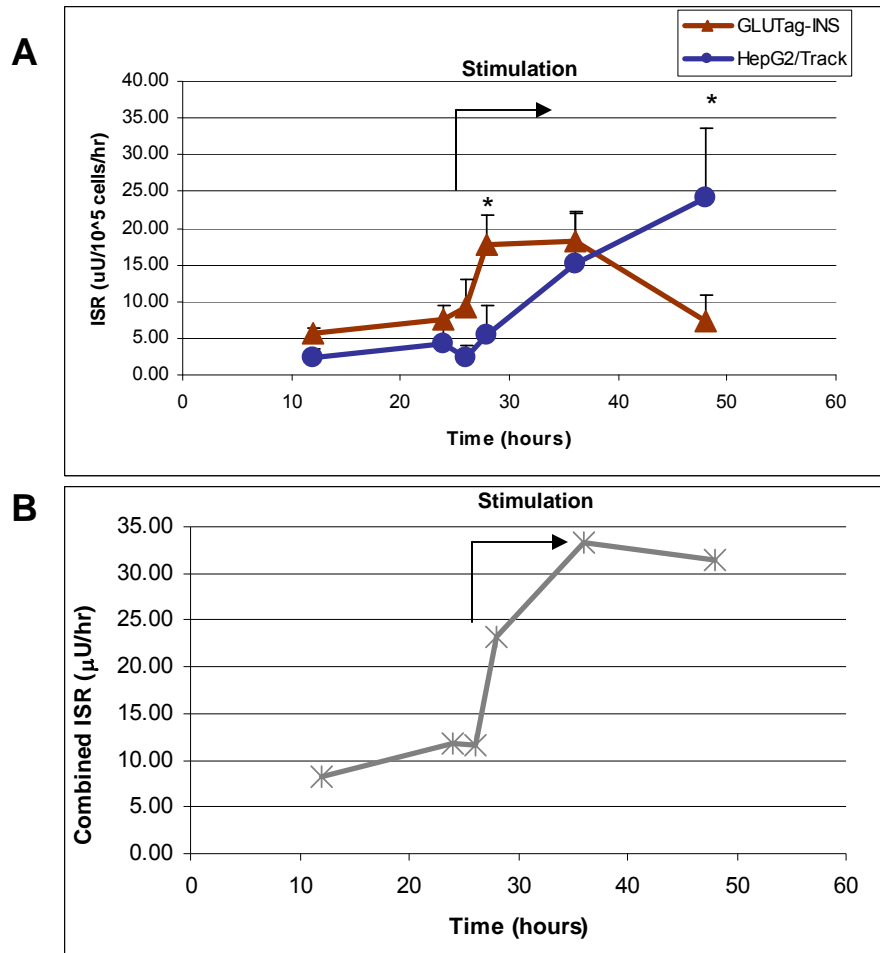 A
GLUTag-INS
HepG2/Track
Stimulation
40.00
35.00
30.00
25.00
20.00
15.00
10.00
5.00
0.00
ISR (uU/10^5 cells/hr)
*
*
0 10 20 30 40 50 60
Time (hours)
B
Stimulation
35.00
30.00
25.00
20.00
15.00
10.00
5.00
0.00
Combined ISR (μU/hr)
0 10 20 30 40 50 60
Time (hours)